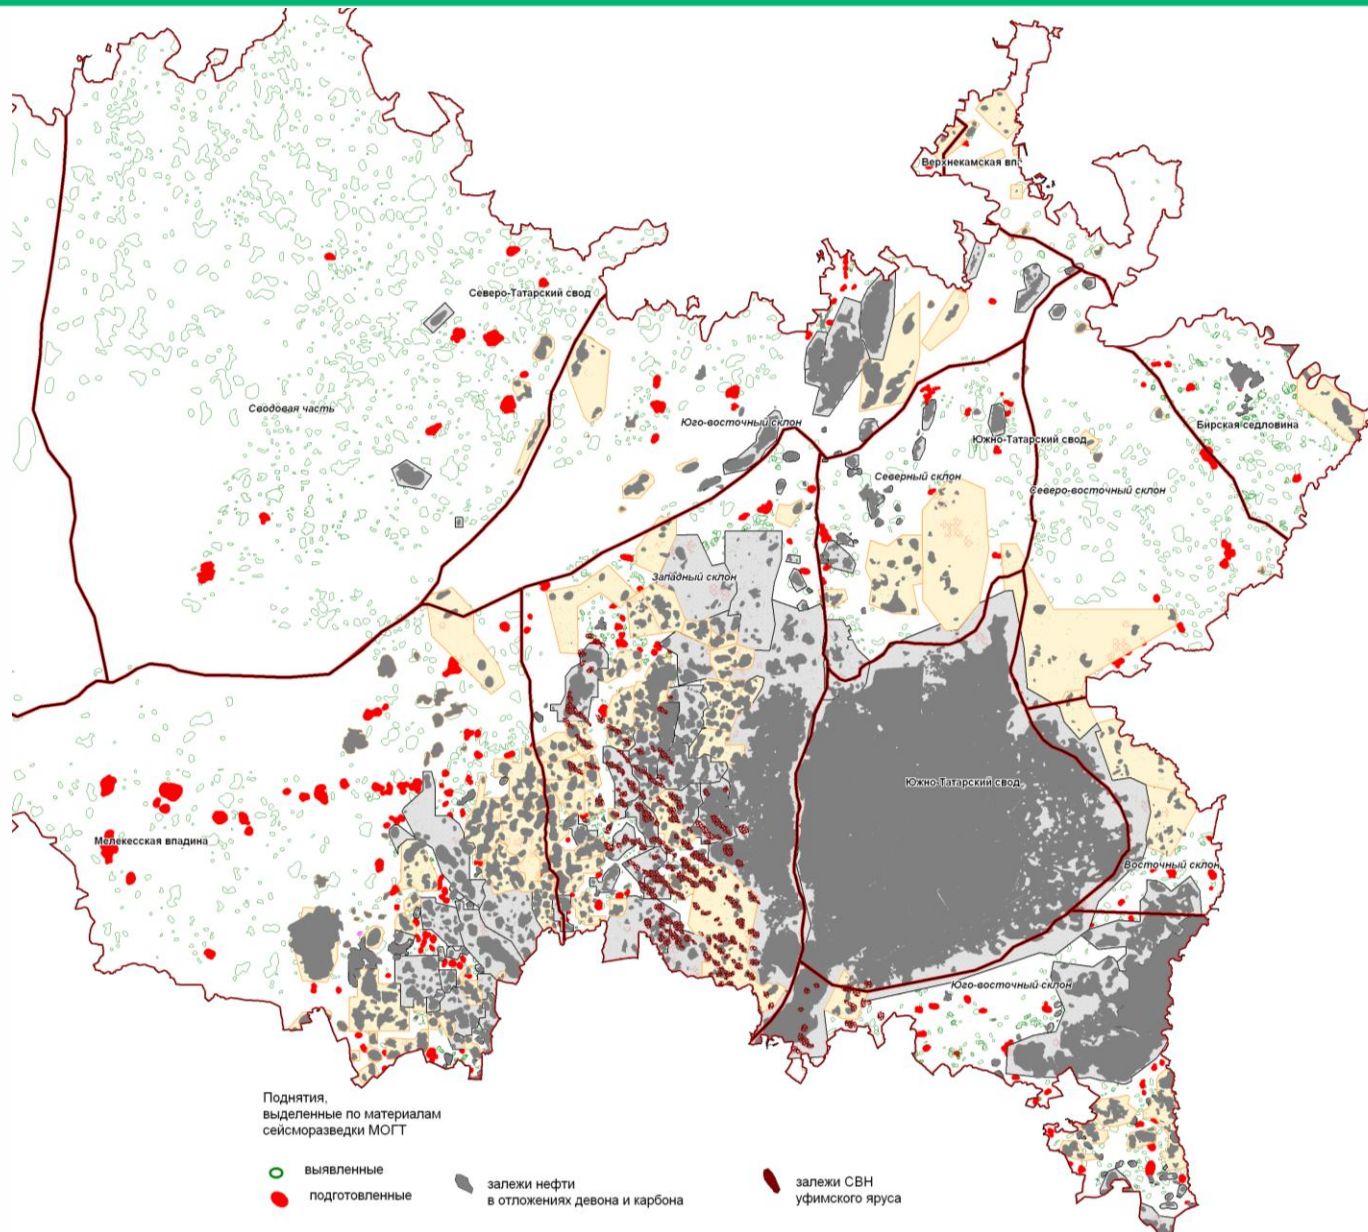 Верхнекамская вп.
Северо-Татарский свод
Сводовая часть
Юго-восточный склон
Бирская седловина
Южно-Татарский свод
Северный склон
Северо-восточный склон
Западный склон
Южно-Татарский свод
Мелекесская впадина
Восточный склон
Юго-восточный склон
Поднятия,
выделенные по материалам
сейсморазведки МОГТ
выявленные
подготовленные
залежи нефти
в отложениях девона и карбона
залежи СВН
уфимского яруса